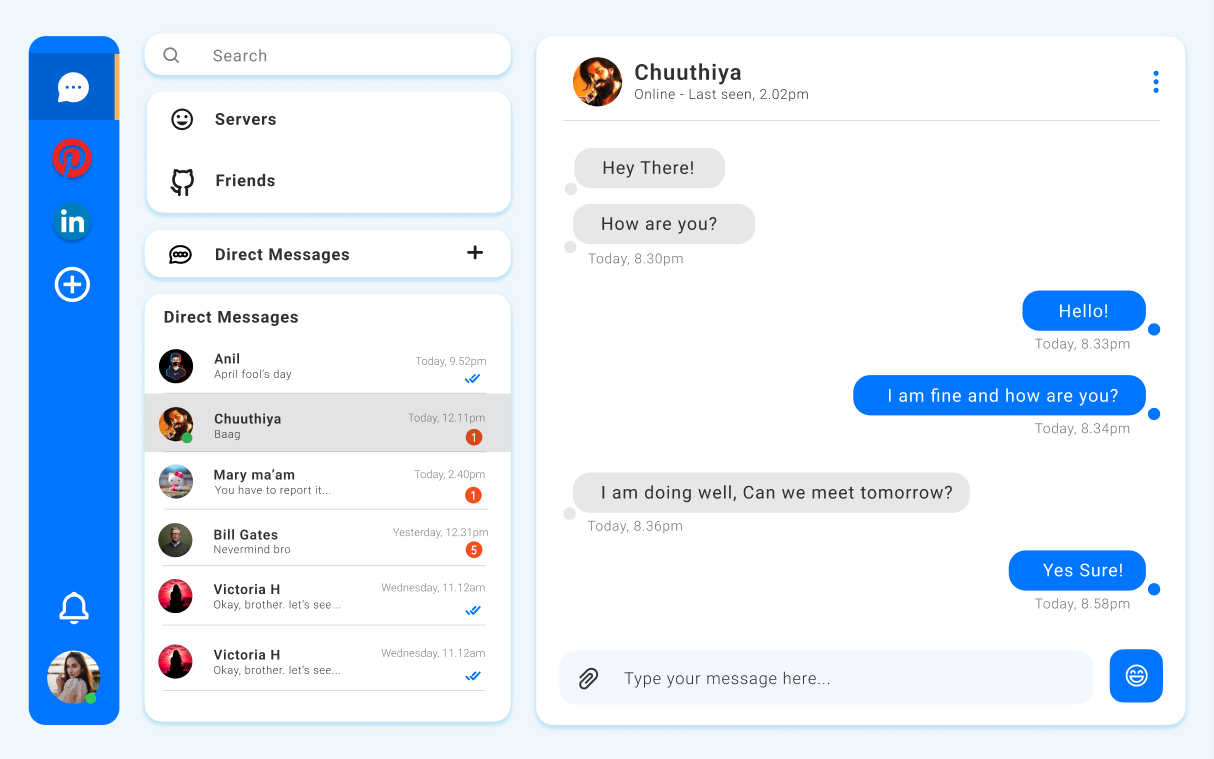 Search
Servers
Friends
Direct Messages
Direct Messages
Anil
Today, 9.52pm
April fool's day
Chuuthiya
Today, 12.11pm
Baag
1
Mary ma'am
Today, 2.40pm
You have to report it...
1
Bill Gates
Yesterday, 12.31pm
Nevermind bro
5
Victoria H
Wednesday, 11.12am
Okay, brother. let's see...
Victoria H
Wednesday, 11.12am
Okay, brother. let's see...
in
Chuuthiya
Online - Last seen, 2.02pm
Hey There!
How are you?
Today, 8.30pm
Hello!
Today, 8.33pm
I am fine and how are you?
Today, 8.34pm
I am doing well, Can we meet tomorrow?
Today, 8.36pm
Yes Sure!
Today, 8.58pm
Type your message here...